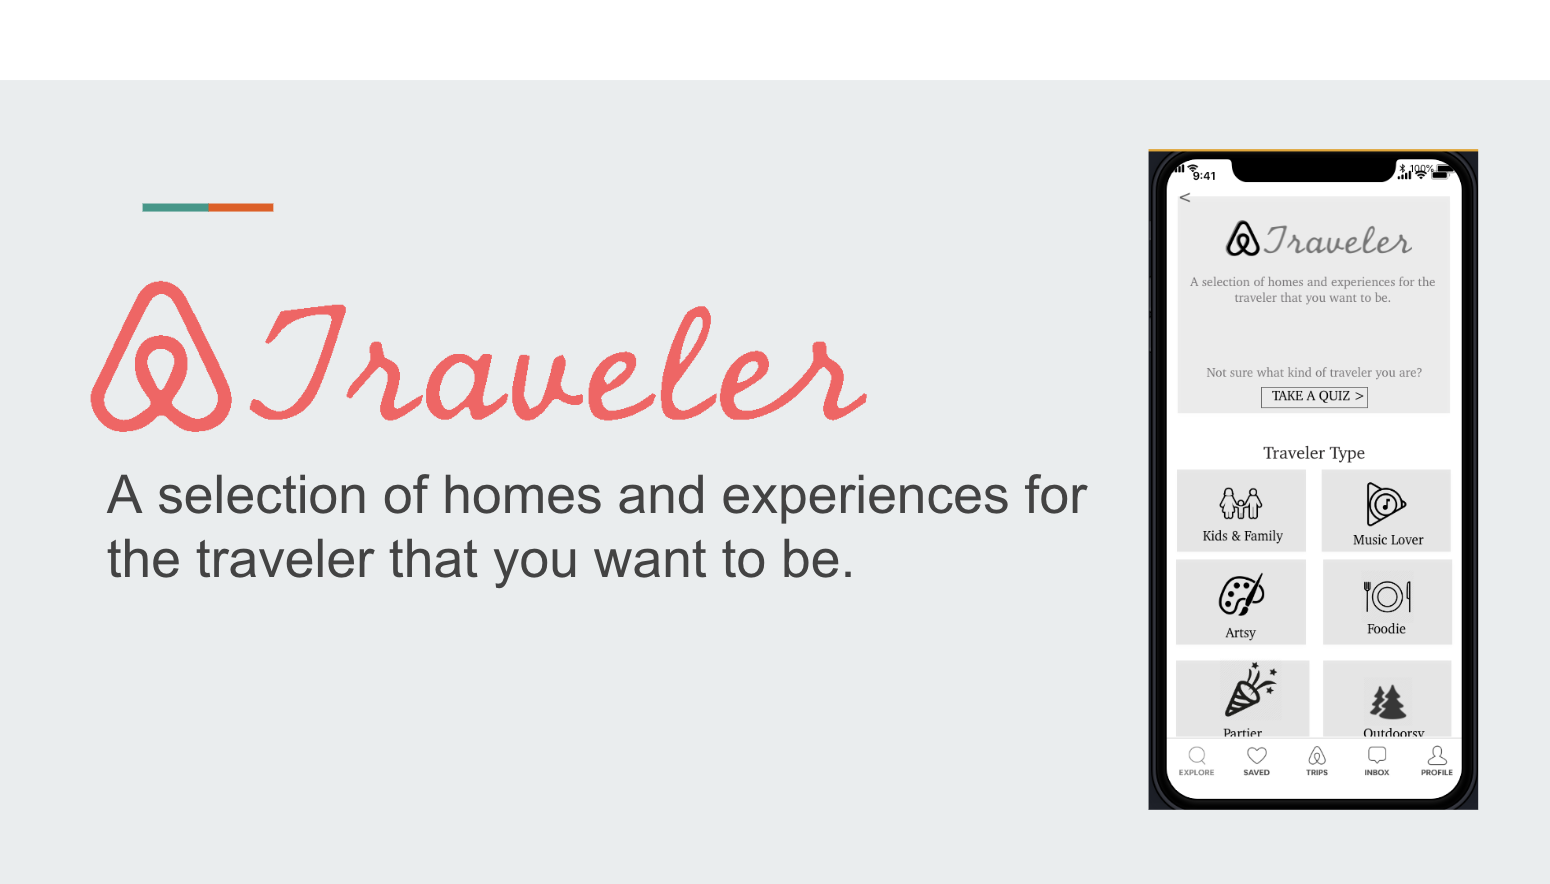 Traveler
A selection of homes and experiences for
the traveler that you want to be.
9:41
100%
<
Traveler
A selection of homes and experiences for the
traveler that you want to be.
Not sure what kind of traveler you are?
TAKE A QUIZ >
Traveler Type
Kids & Family
Music Lover
Artsy
Foodie
Partier
Outdoorsy
EXPLORE
SAVED
TRIPS
INBOX
PROFILE